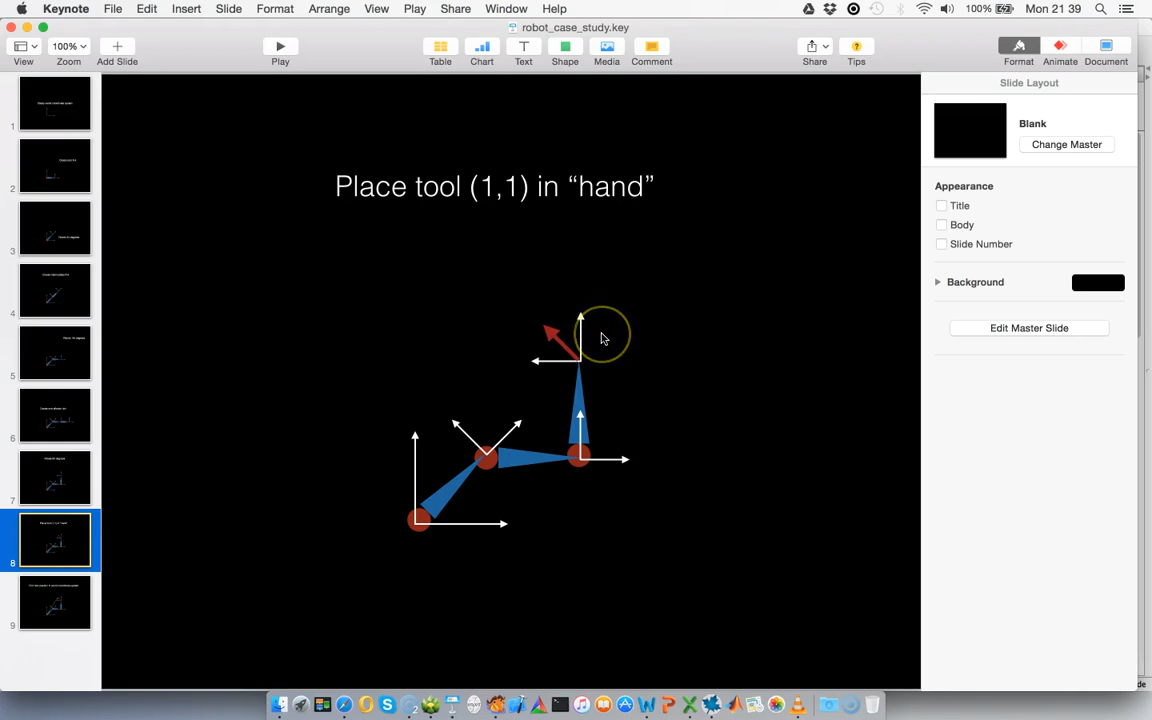 Keynote File Edit Insert Slide Format Arrange View Play Share Window Help 100% Mon 21 39
robot_case_study.key
100%
View Zoom Add Slide Play Table Chart Text Shape Media Comment Share Tips Format Animate Document
Slide Layout
Blank
Change Master
Appearance
Title
Body
Slide Number
Background
Edit Master Slide
Place tool (1,1) in “hand”
1
2
3
4
5
6
7
8
9